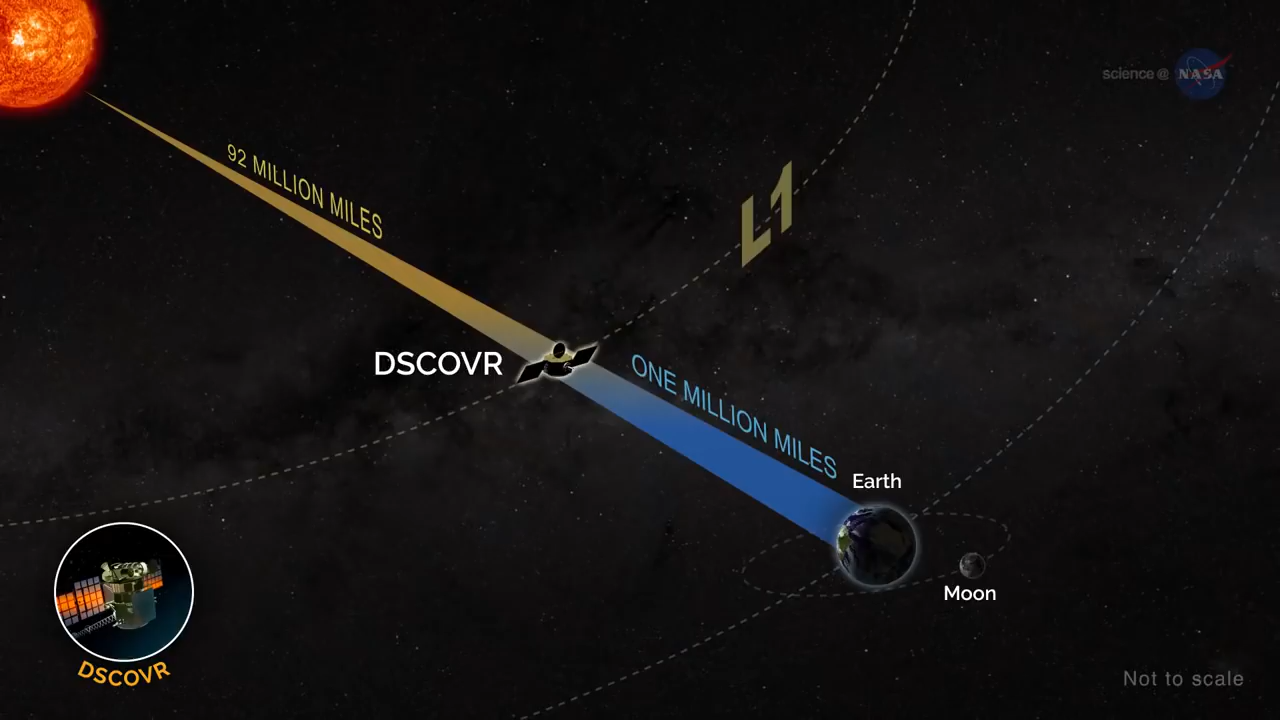 science@ NASA
92 MILLION MILES
L1
DSCOVR
ONE MILLION MILES
Earth
Moon
DSCOVR
Not to scale